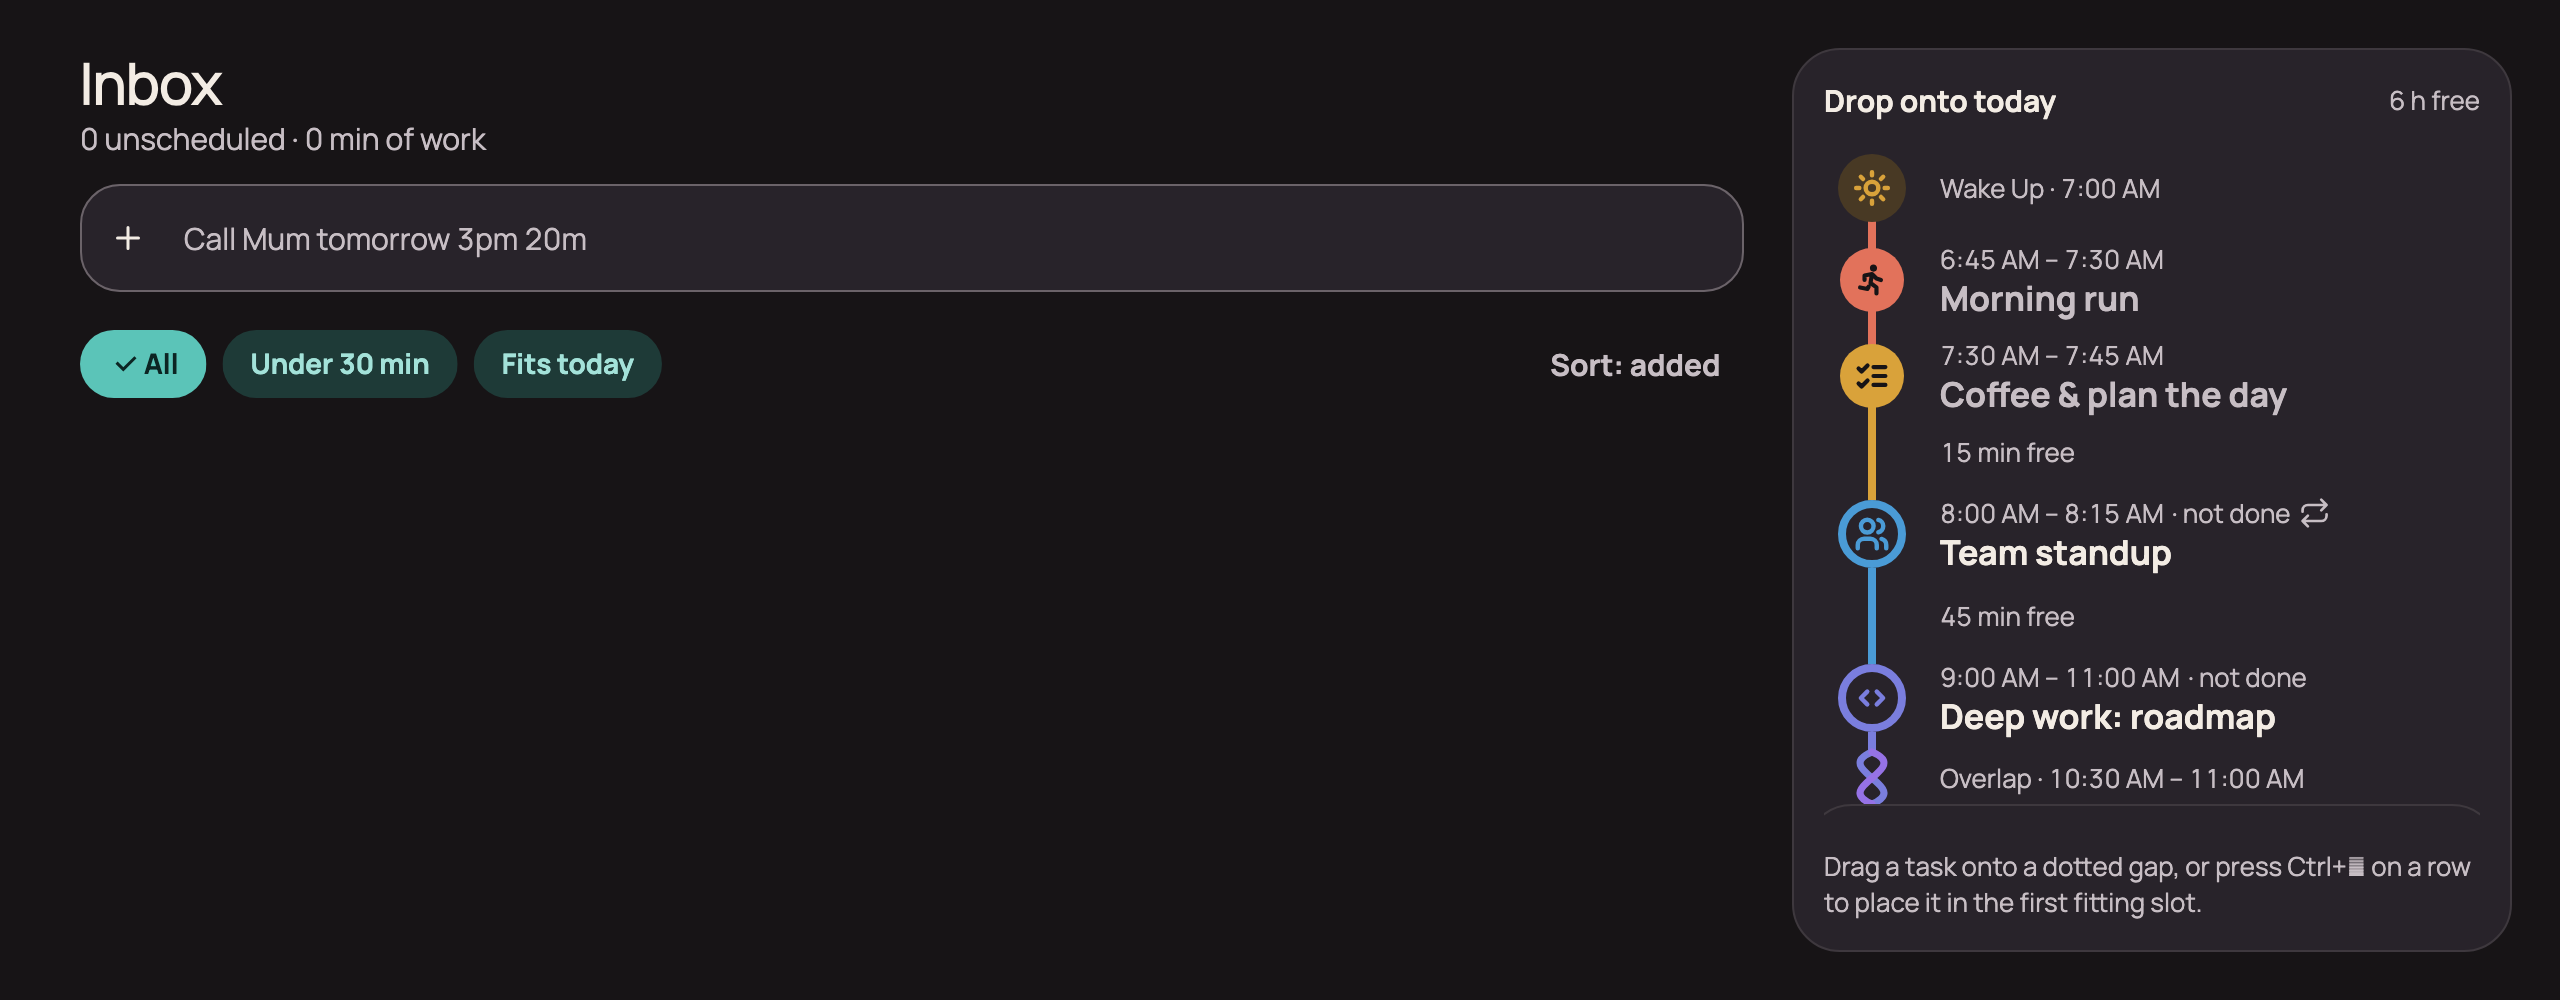 Inbox
0 unscheduled · 0 min of work
Call Mum tomorrow 3pm 20m
All
Under 30 min
Fits today
Sort: added
Drop onto today
6 h free
Wake Up · 7:00 AM
6:45 AM – 7:30 AM
Morning run
7:30 AM – 7:45 AM
Coffee & plan the day
15 min free
8:00 AM – 8:15 AM · not done
Team standup
45 min free
9:00 AM – 11:00 AM · not done
Deep work: roadmap
Overlap · 10:30 AM – 11:00 AM
Drag a task onto a dotted gap, or press Ctrl+ on a row
to place it in the first fitting slot.